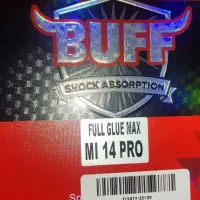 BUFF
SHOCK ABSORPTION
FULL GLUE MAX
MI 14 PRO